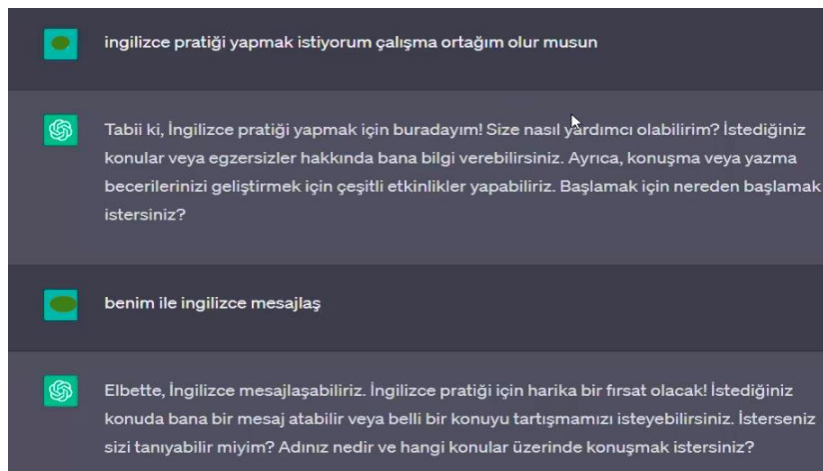 ingilizce pratiği yapmak istiyorum çalışma ortağım olur musun
Tabii ki, İngilizce pratiği yapmak için buradayım! Size nasıl yardımcı olabilirim? İstediğiniz
konular veya egzersizler hakkında bana bilgi verebilirsiniz. Ayrıca, konuşma veya yazma
becerilerinizi geliştirmek için çeşitli etkinlikler yapabiliriz. Başlamak için nereden başlamak
istersiniz?
benim ile ingilizce mesajlaş
Elbette, İngilizce mesajlaşabiliriz. İngilizce pratiği için harika bir fırsat olacak! İstediğiniz
konuda bana bir mesaj atabilir veya belli bir konuyu tartışmamızı isteyebilirsiniz. İsterseniz
sizi tanıyabilir miyim? Adınız nedir ve hangi konular üzerinde konuşmak istersiniz?